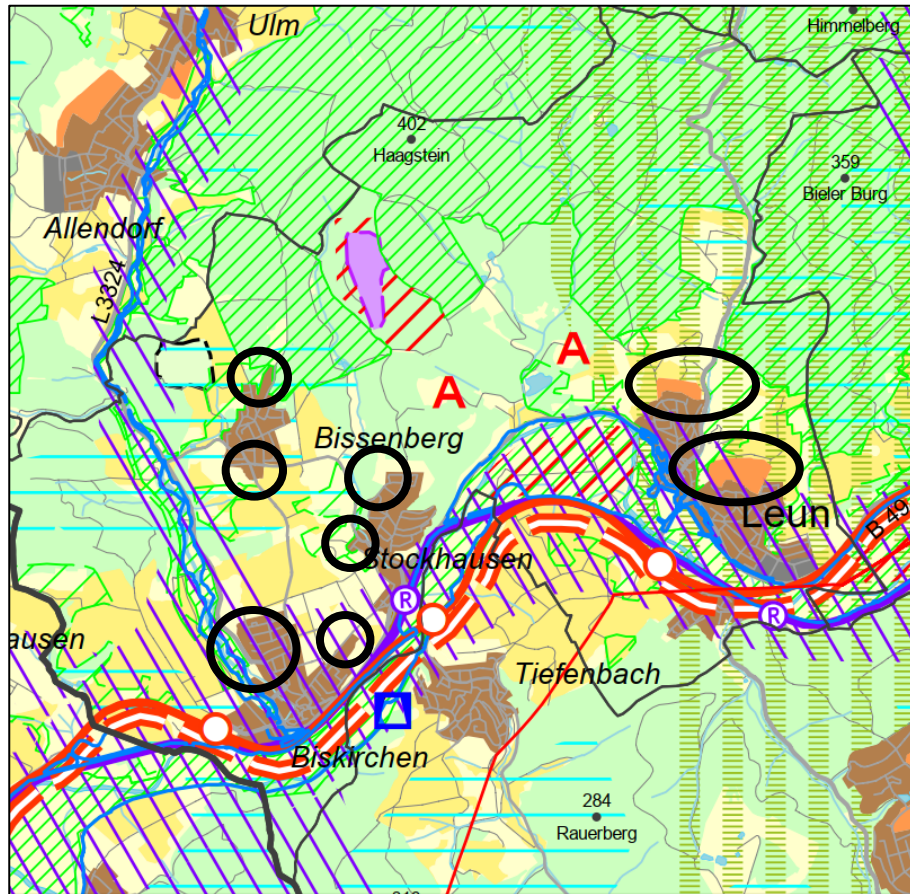 Ulm
Himmelberg
402
Haagstein
359
Bieler Burg
Allendorf
L3324
A
A
Bissenberg
Leun
B 49
Stockhausen
R
R
ausen
Tiefenbach
Biskirchen
284
Rauerberg